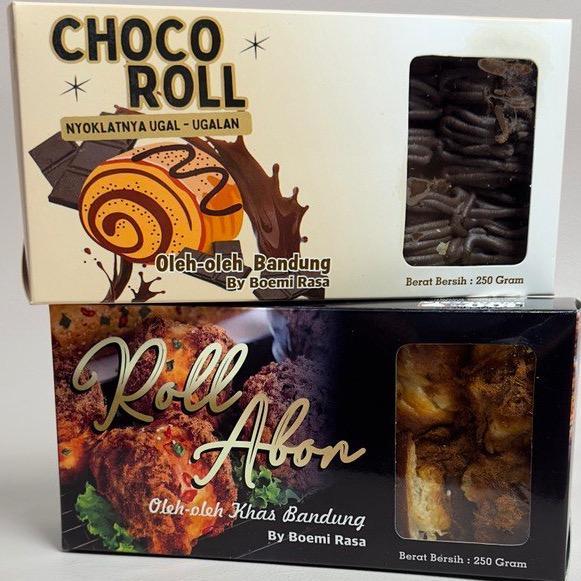 CHOCO
ROLL
NYOKLATNYA UGAL - UGALAN
Oleh-oleh Bandung
By Boemi Rasa
Berat Bersih : 250 Gram
Roll
Abon
Oleh-oleh Khas Bandung
By Boemi Rasa
Berat Bersih : 250 Gram